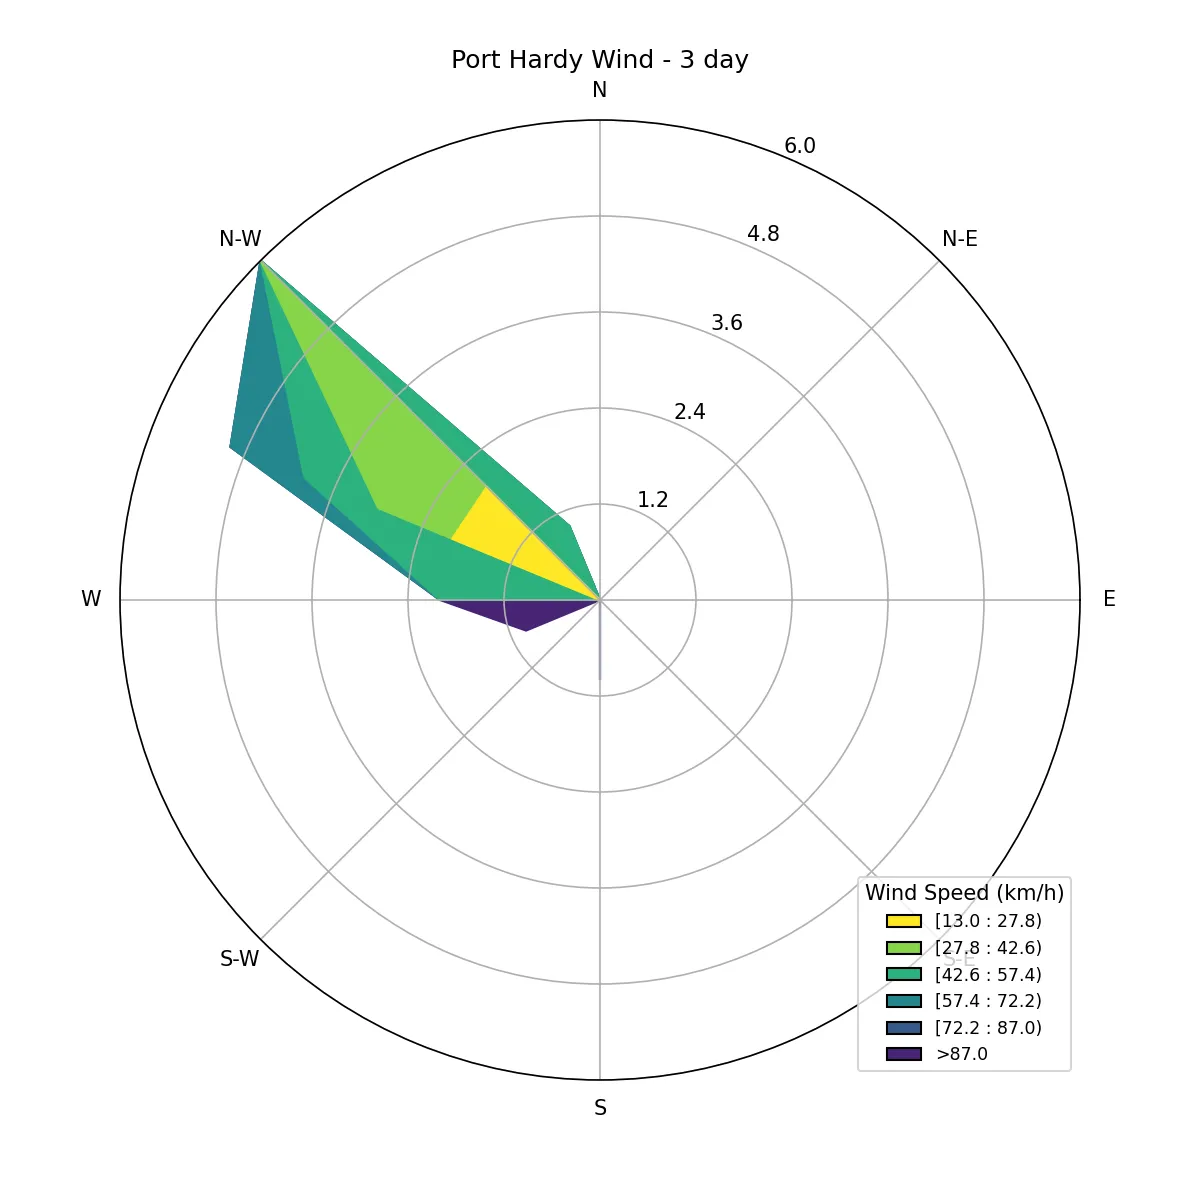 Port Hardy Wind - 3 day
N
6.0
N-W
N-E
4.8
3.6
2.4
1.2
W
E
S-W
S-E
S
Wind Speed (km/h)
[13.0 : 27.8)
[27.8 : 42.6)
[42.6 : 57.4)
[57.4 : 72.2)
[72.2 : 87.0)
>87.0